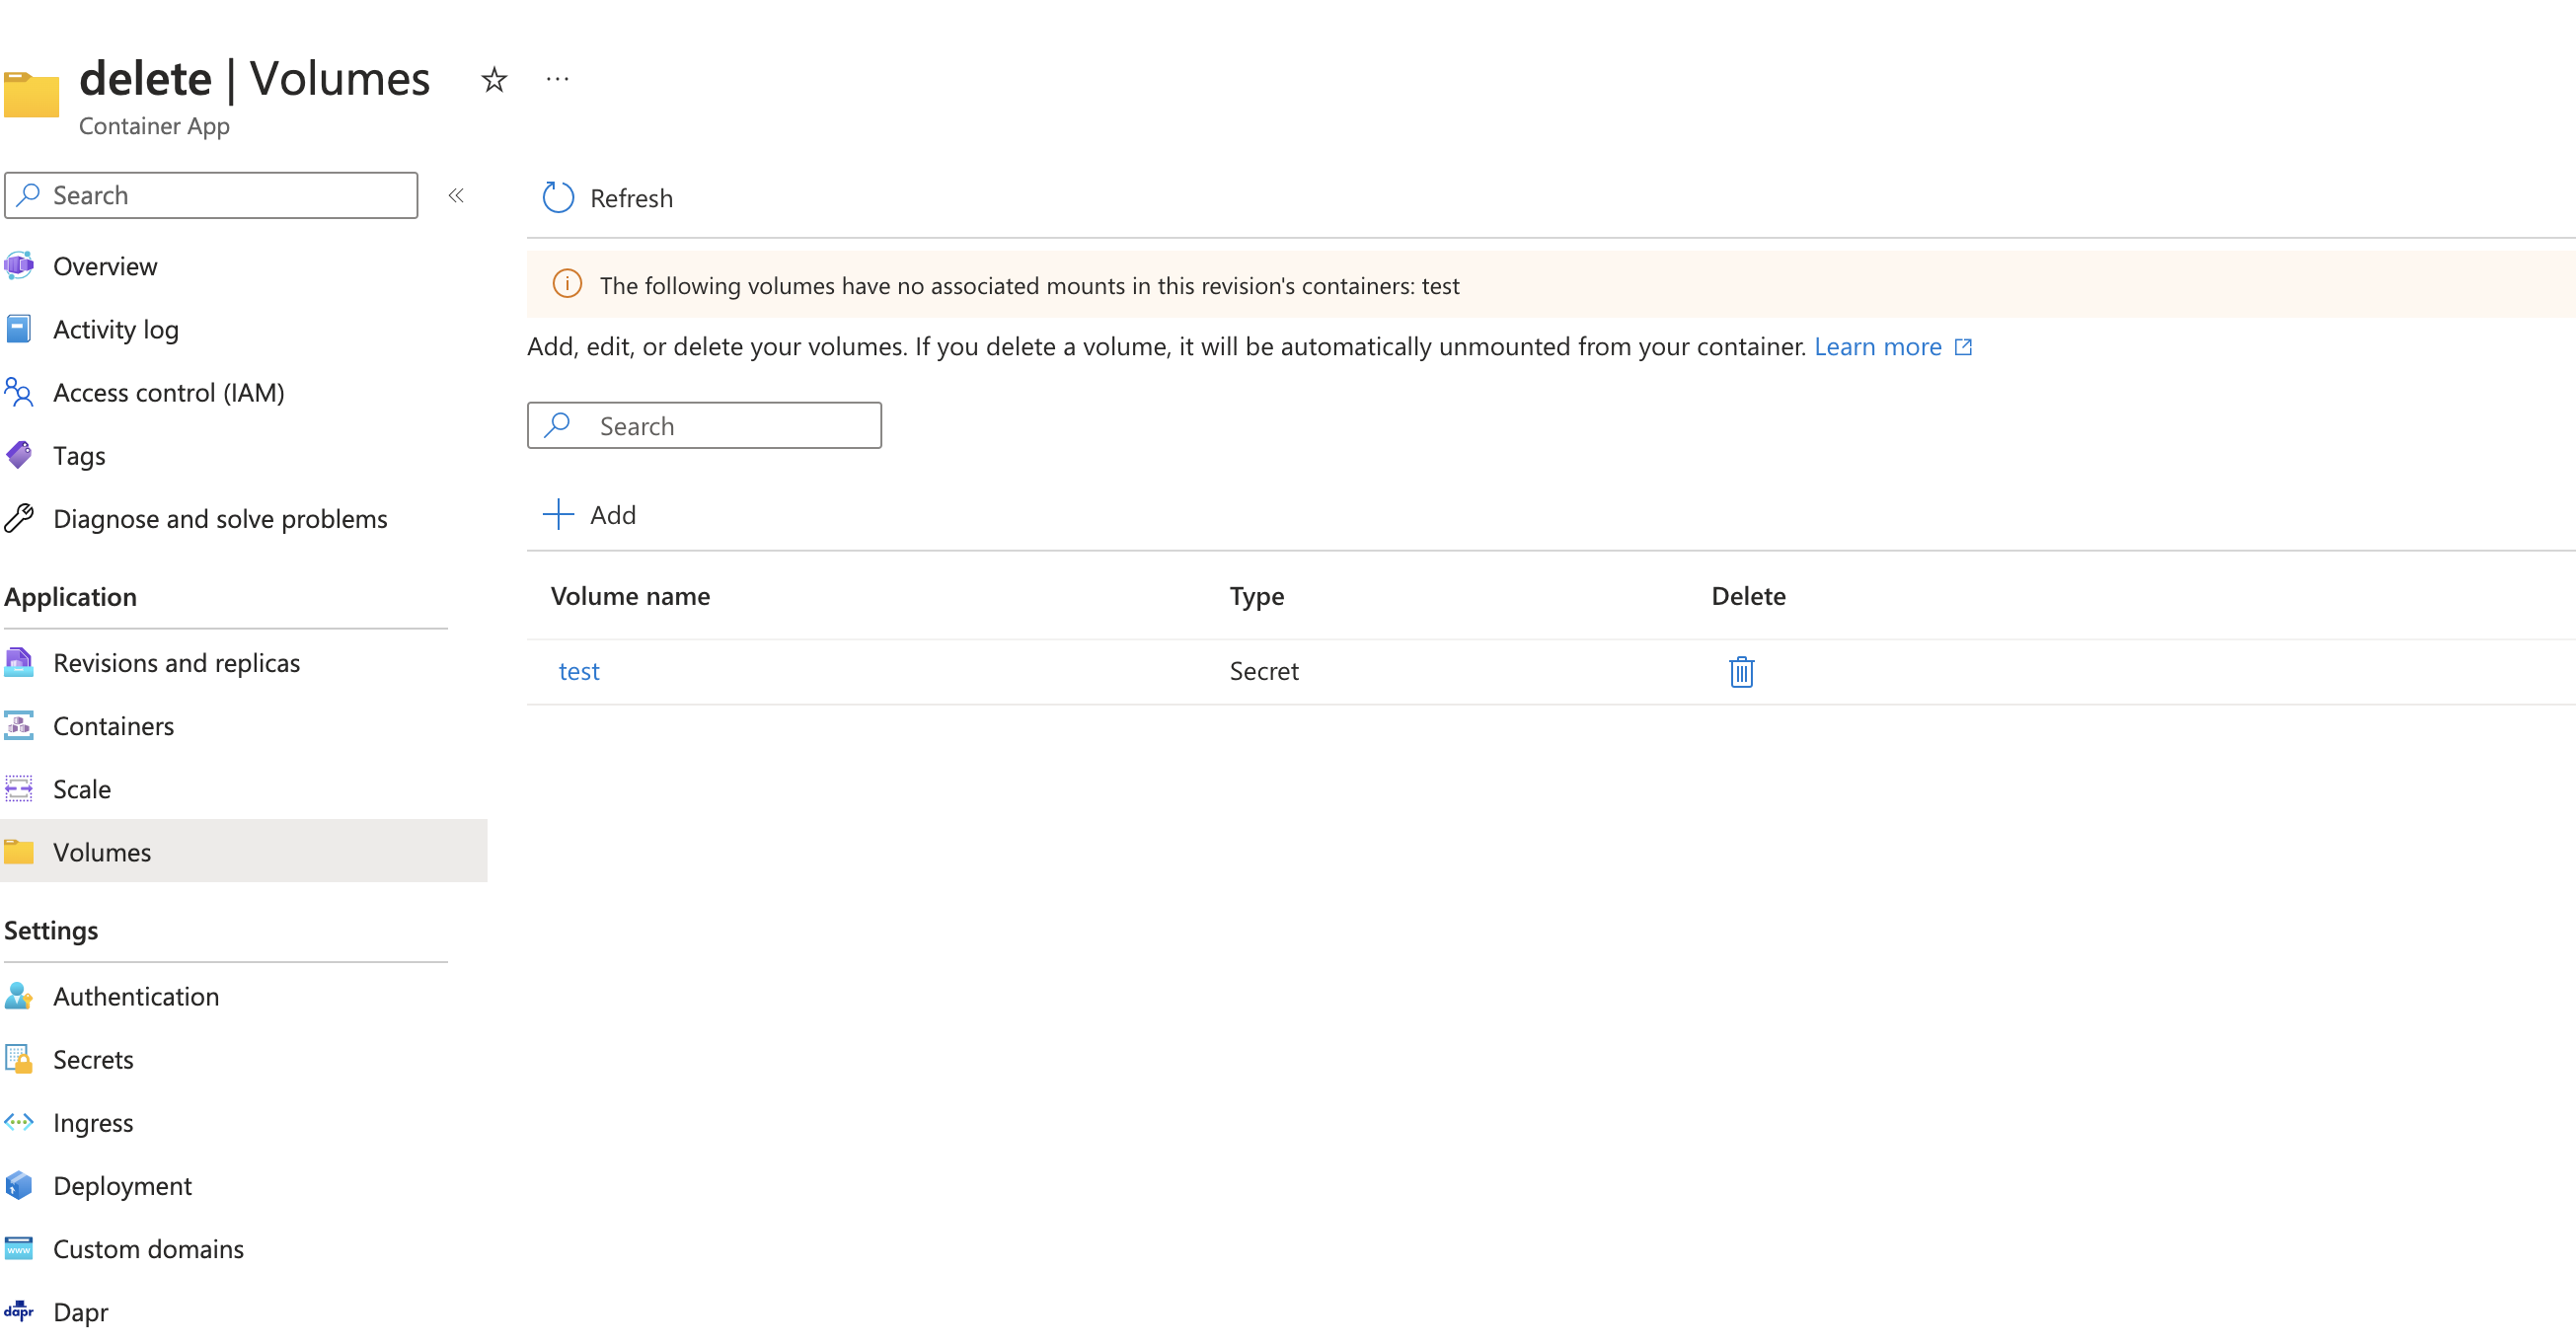 delete | Volumes
Container App
Search
Overview
Activity log
Access control (IAM)
Tags
Diagnose and solve problems
Application
Revisions and replicas
Containers
Scale
Volumes
Settings
Authentication
Secrets
Ingress
Deployment
www Custom domains
dapr Dapr
Refresh
The following volumes have no associated mounts in this revision's containers: test
Add, edit, or delete your volumes. If you delete a volume, it will be automatically unmounted from your container. Learn more
Search
Add
Volume name Type Delete
test Secret